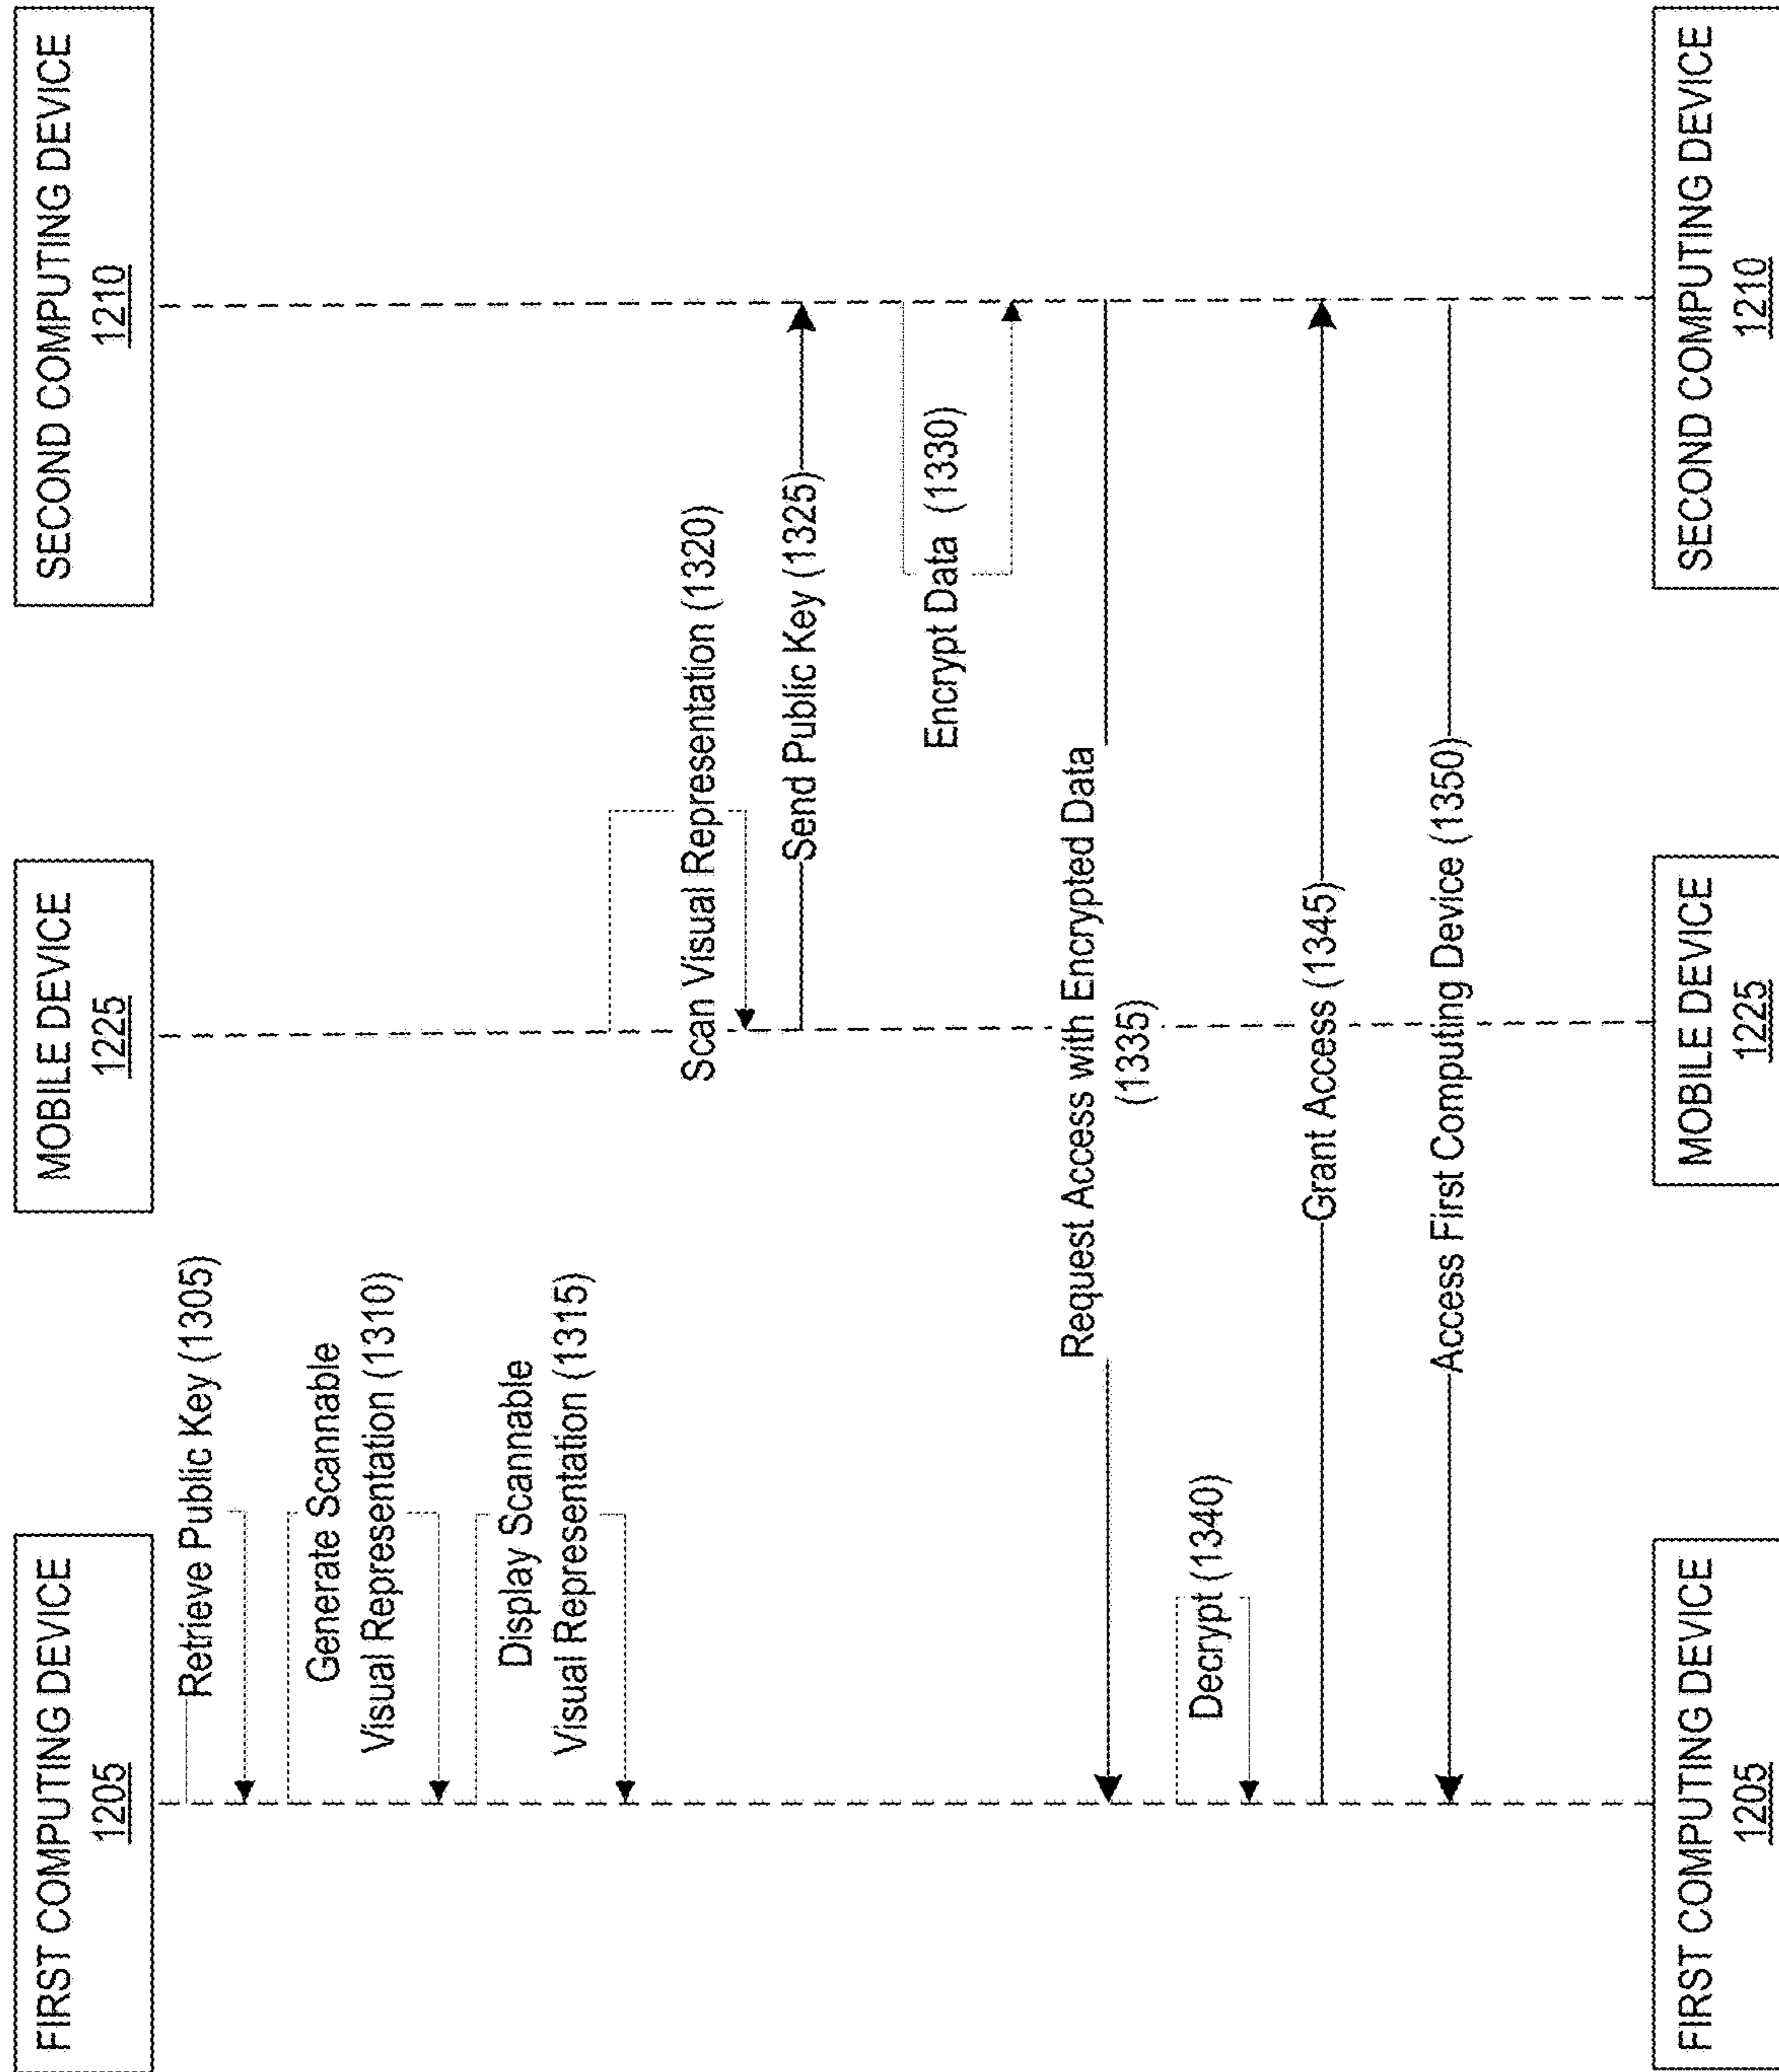 FIRST COMPUTING DEVICE
1205
MOBILE DEVICE
1225
SECOND COMPUTING DEVICE
1210
Retrieve Public Key (1305)
Generate Scannable
Visual Representation (1310)
Display Scannable
Visual Representation (1315)
Scan Visual Representation (1320)
Send Public Key (1325)
Encrypt Data (1330)
Request Access with Encrypted Data
(1335)
Decrypt (1340)
Grant Access (1345)
Access First Computing Device (1350)
FIRST COMPUTING DEVICE
1205
MOBILE DEVICE
1225
SECOND COMPUTING DEVICE
1210